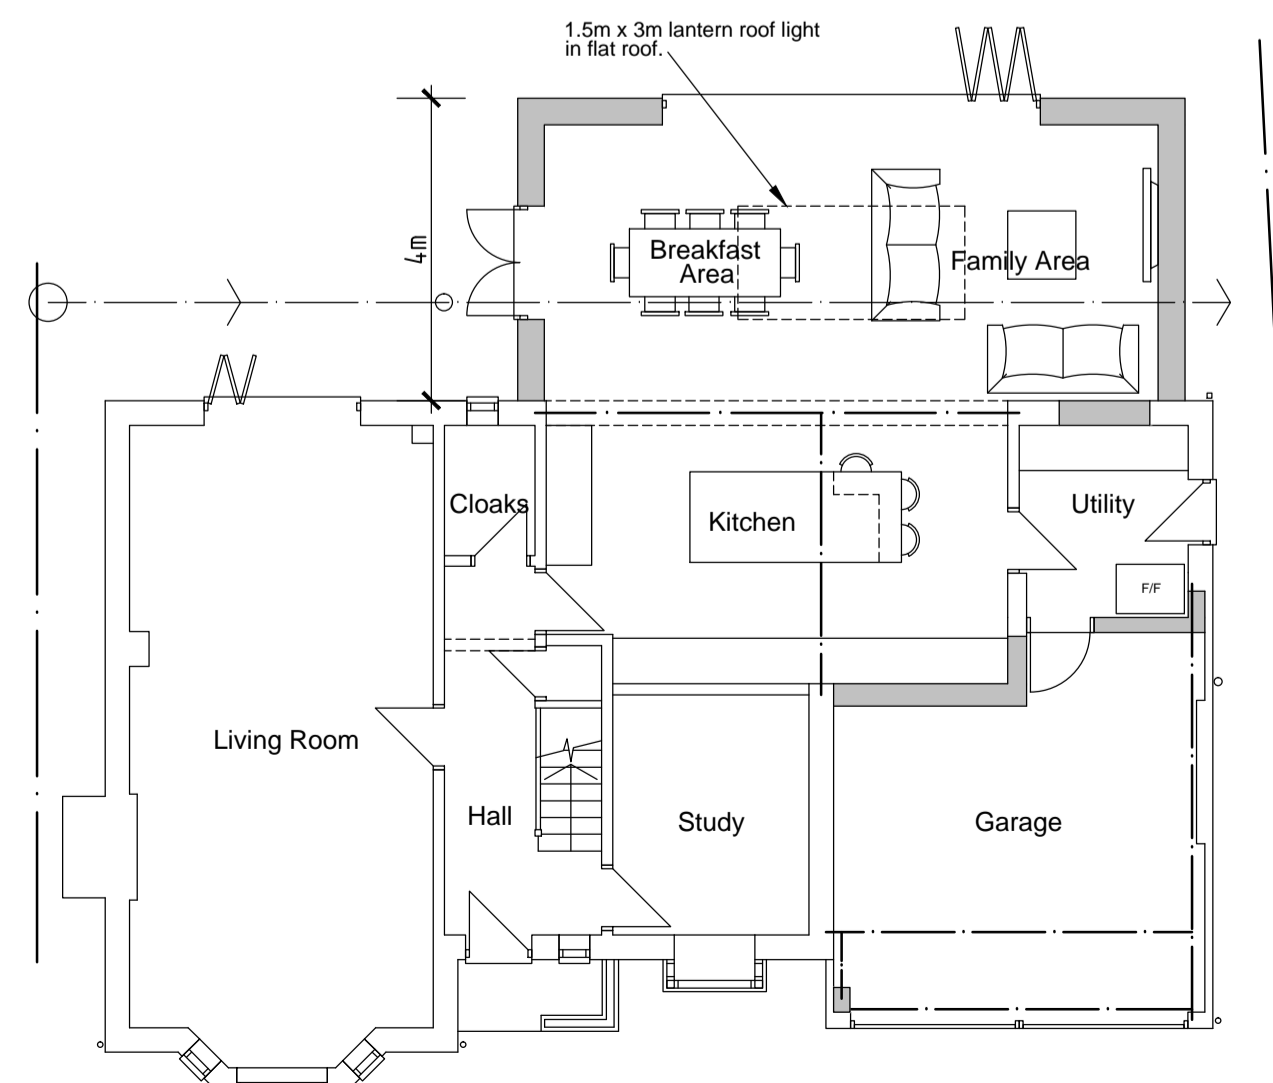 1.5m x 3m lantern roof light
in flat roof.
4m
Breakfast
Area
Family Area
Cloaks
Kitchen
Utility
F/F
Living Room
Hall
Study
Garage